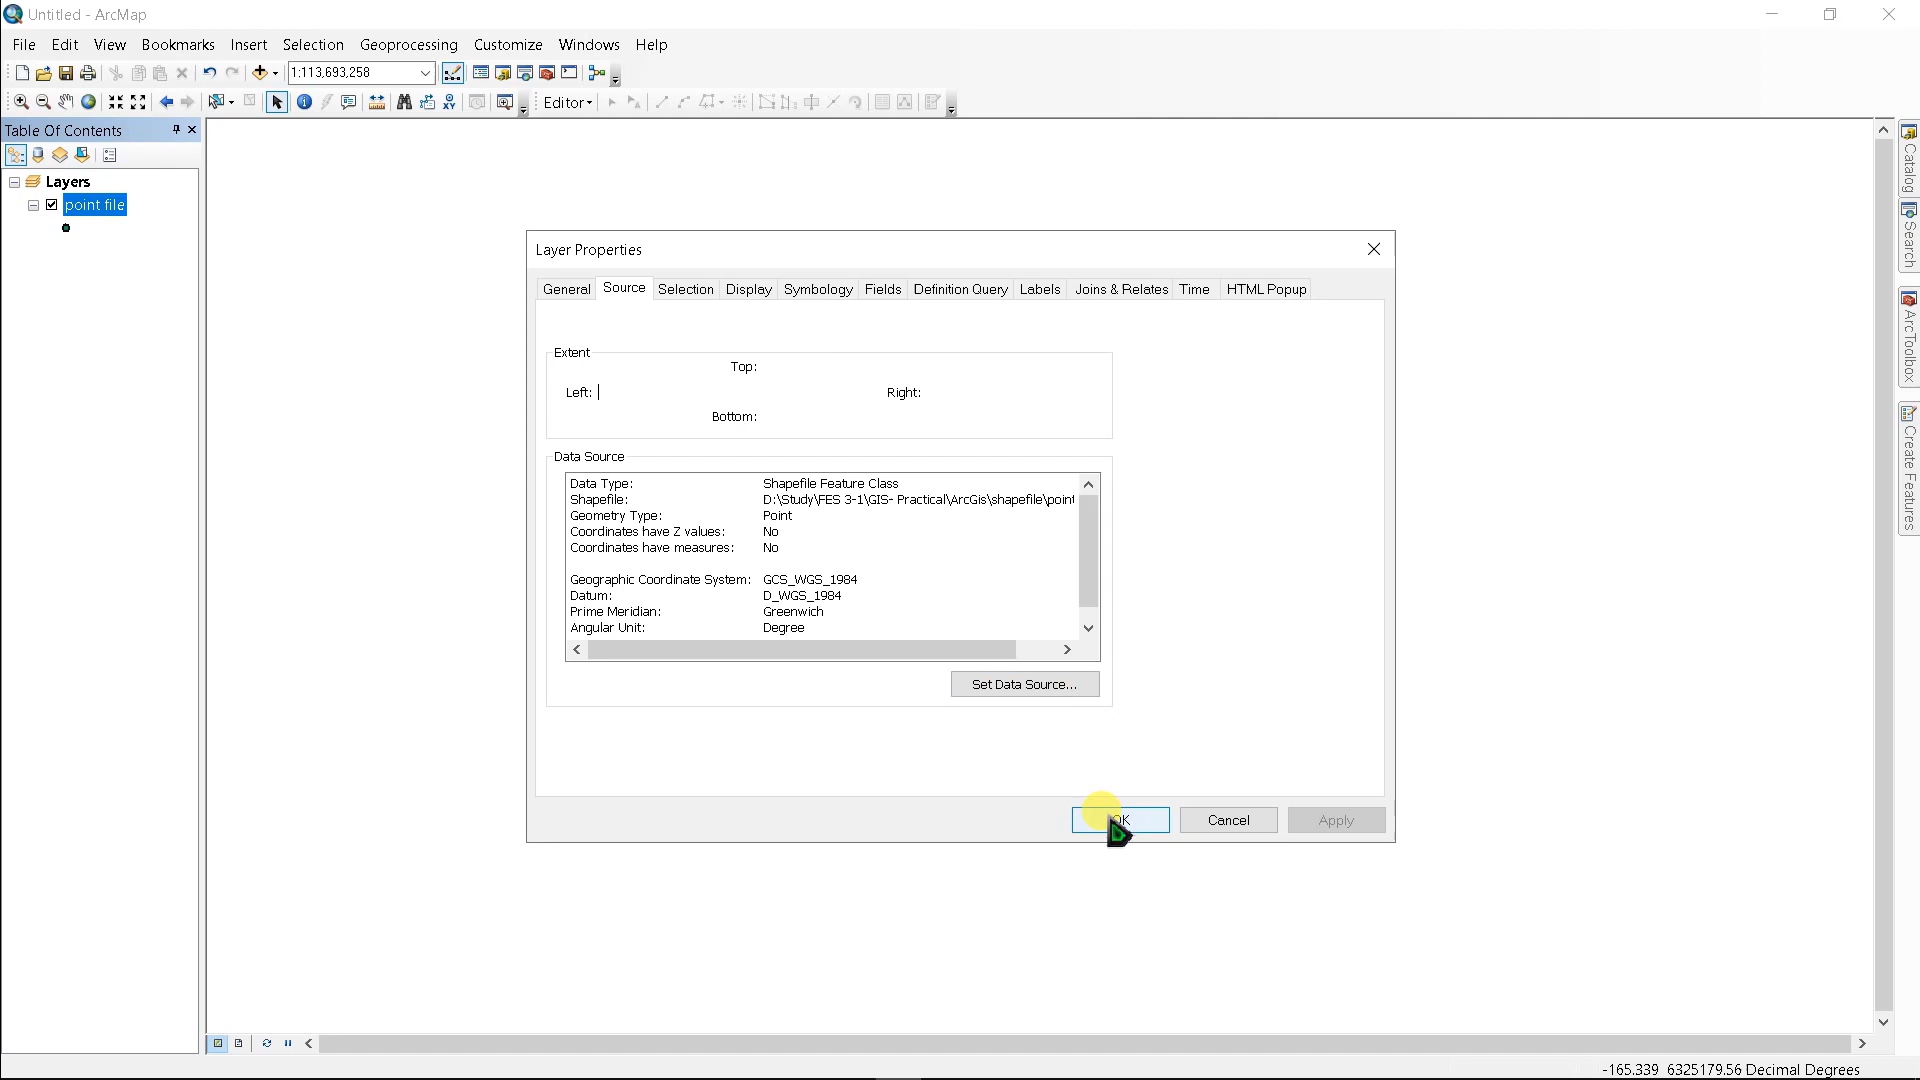 Untitled - ArcMap
File Edit View Bookmarks Insert Selection Geoprocessing Customize Windows Help
1:113,693,258
Editor
Table Of Contents
Layers
point file
Layer Properties
General Source Selection Display Symbology Fields Definition Query Labels Joins & Relates Time HTML Popup
Extent
Top:
Left: Right:
Bottom:
Data Source
Data Type: Shapefile Feature Class
Shapefile: D:\Study\FES 3-1\GIS- Practical\ArcGis\shapefile\point
Geometry Type: Point
Coordinates have Z values: No
Coordinates have measures: No
Geographic Coordinate System: GCS_WGS_1984
Datum: D_WGS_1984
Prime Meridian: Greenwich
Angular Unit: Degree
Set Data Source...
OK Cancel Apply
Catalog
Search
ArcToolbox
Create Features
-165.339 6325179.56 Decimal Degrees